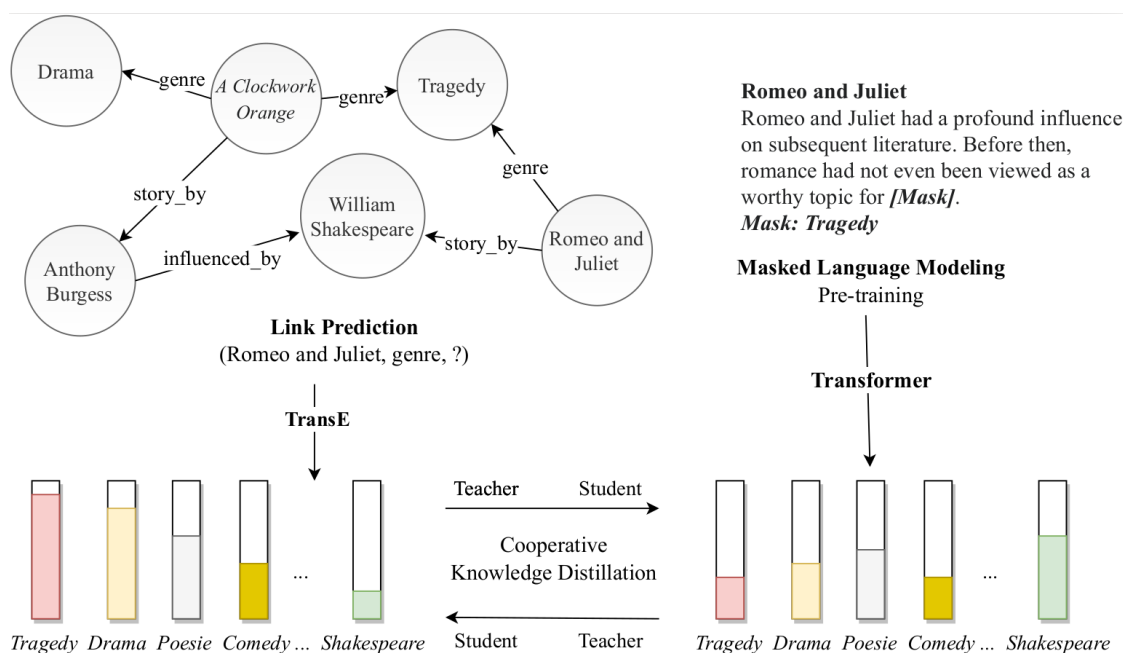 Drama
genre
A Clockwork
Orange
genre
Tragedy
story_by
genre
William
Shakespeare
Anthony
Burgess
influenced_by
story_by
Romeo and
Juliet
Link Prediction
(Romeo and Juliet, genre, ?)
TransE
Romeo and Juliet
Romeo and Juliet had a profound influence
on subsequent literature. Before then,
romance had not even been viewed as a
worthy topic for [Mask].
Mask: Tragedy
Masked Language Modeling
Pre-training
Transformer
Teacher Student
Cooperative
Knowledge Distillation
Student Teacher
...
Tragedy Drama Poesie Comedy ... Shakespeare
...
Tragedy Drama Poesie Comedy ... Shakespeare